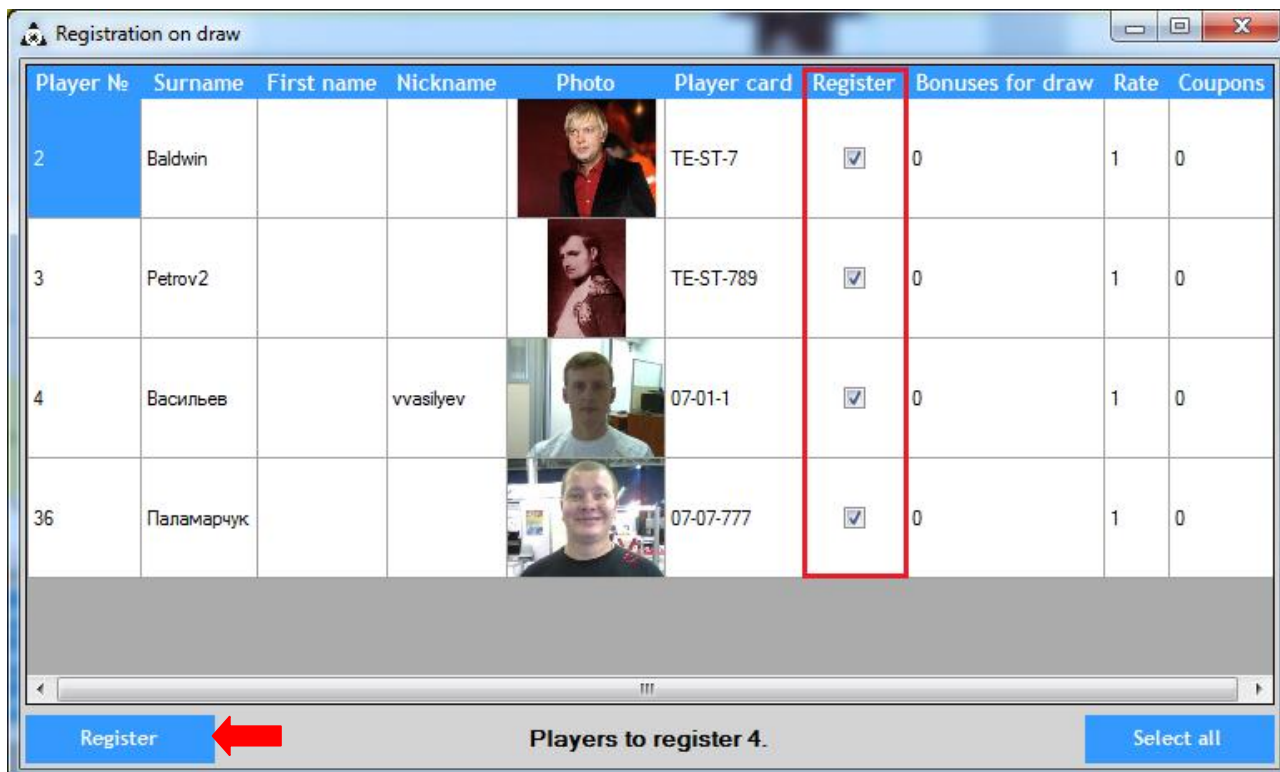 Registration on draw
Player № Surname First name Nickname Photo Player card Register Bonuses for draw Rate Coupons
2 Baldwin TE-ST-7 0 1 0
3 Petrov2 TE-ST-789 0 1 0
4 Васильев vvasilyev 07-01-1 0 1 0
36 Паламарчук 07-07-777 0 1 0
Register Players to register 4. Select all